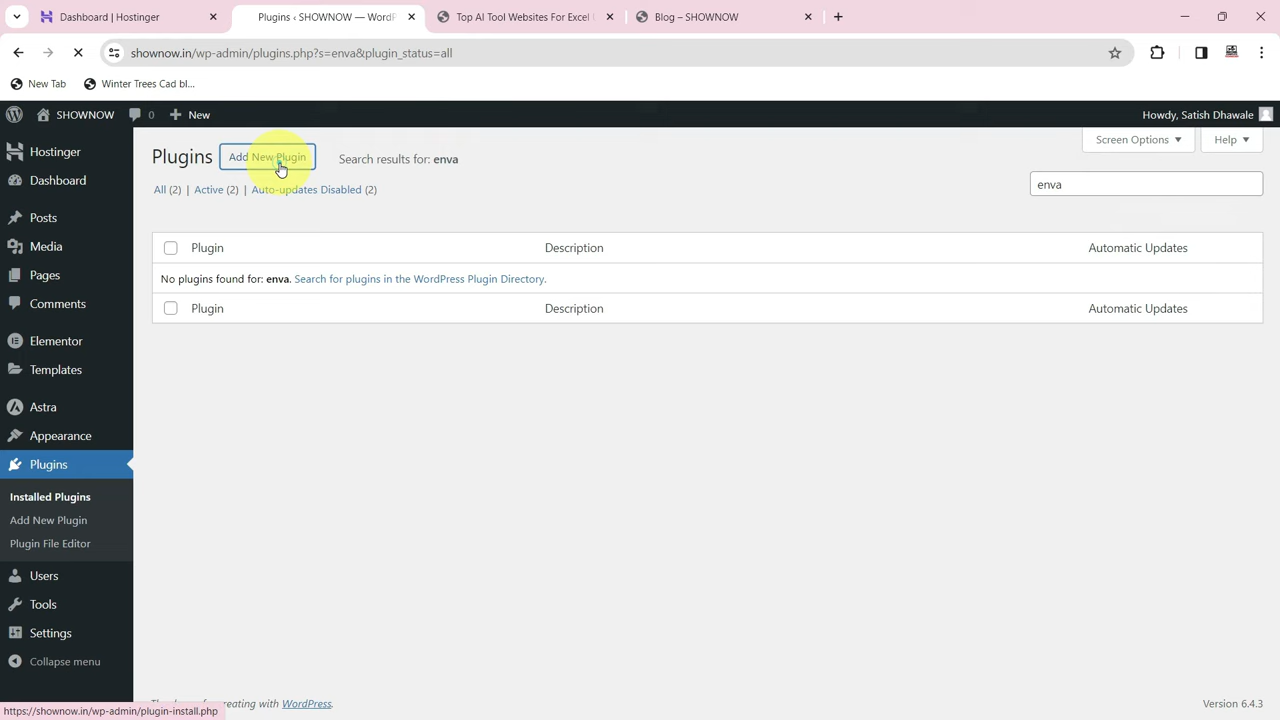 Dashboard | Hostinger
Plugins ‹ SHOWNOW — WordP
Top AI Tool Websites For Excel U
Blog – SHOWNOW
shownow.in/wp-admin/plugins.php?s=enva&plugin_status=all
New Tab
Winter Trees Cad bl...
SHOWNOW
0
New
Howdy, Satish Dhawale
Hostinger
Dashboard
Posts
Media
Pages
Comments
Elementor
Templates
Astra
Appearance
Plugins
Installed Plugins
Add New Plugin
Plugin File Editor
Users
Tools
Settings
Collapse menu
Screen Options
Help
Plugins
Add New Plugin
Search results for: enva
All (2) | Active (2) | Auto-updates Disabled (2)
enva
Plugin Description Automatic Updates
No plugins found for: enva. Search for plugins in the WordPress Plugin Directory.
Plugin Description Automatic Updates
creating with WordPress.
Version 6.4.3
https://shownow.in/wp-admin/plugin-install.php